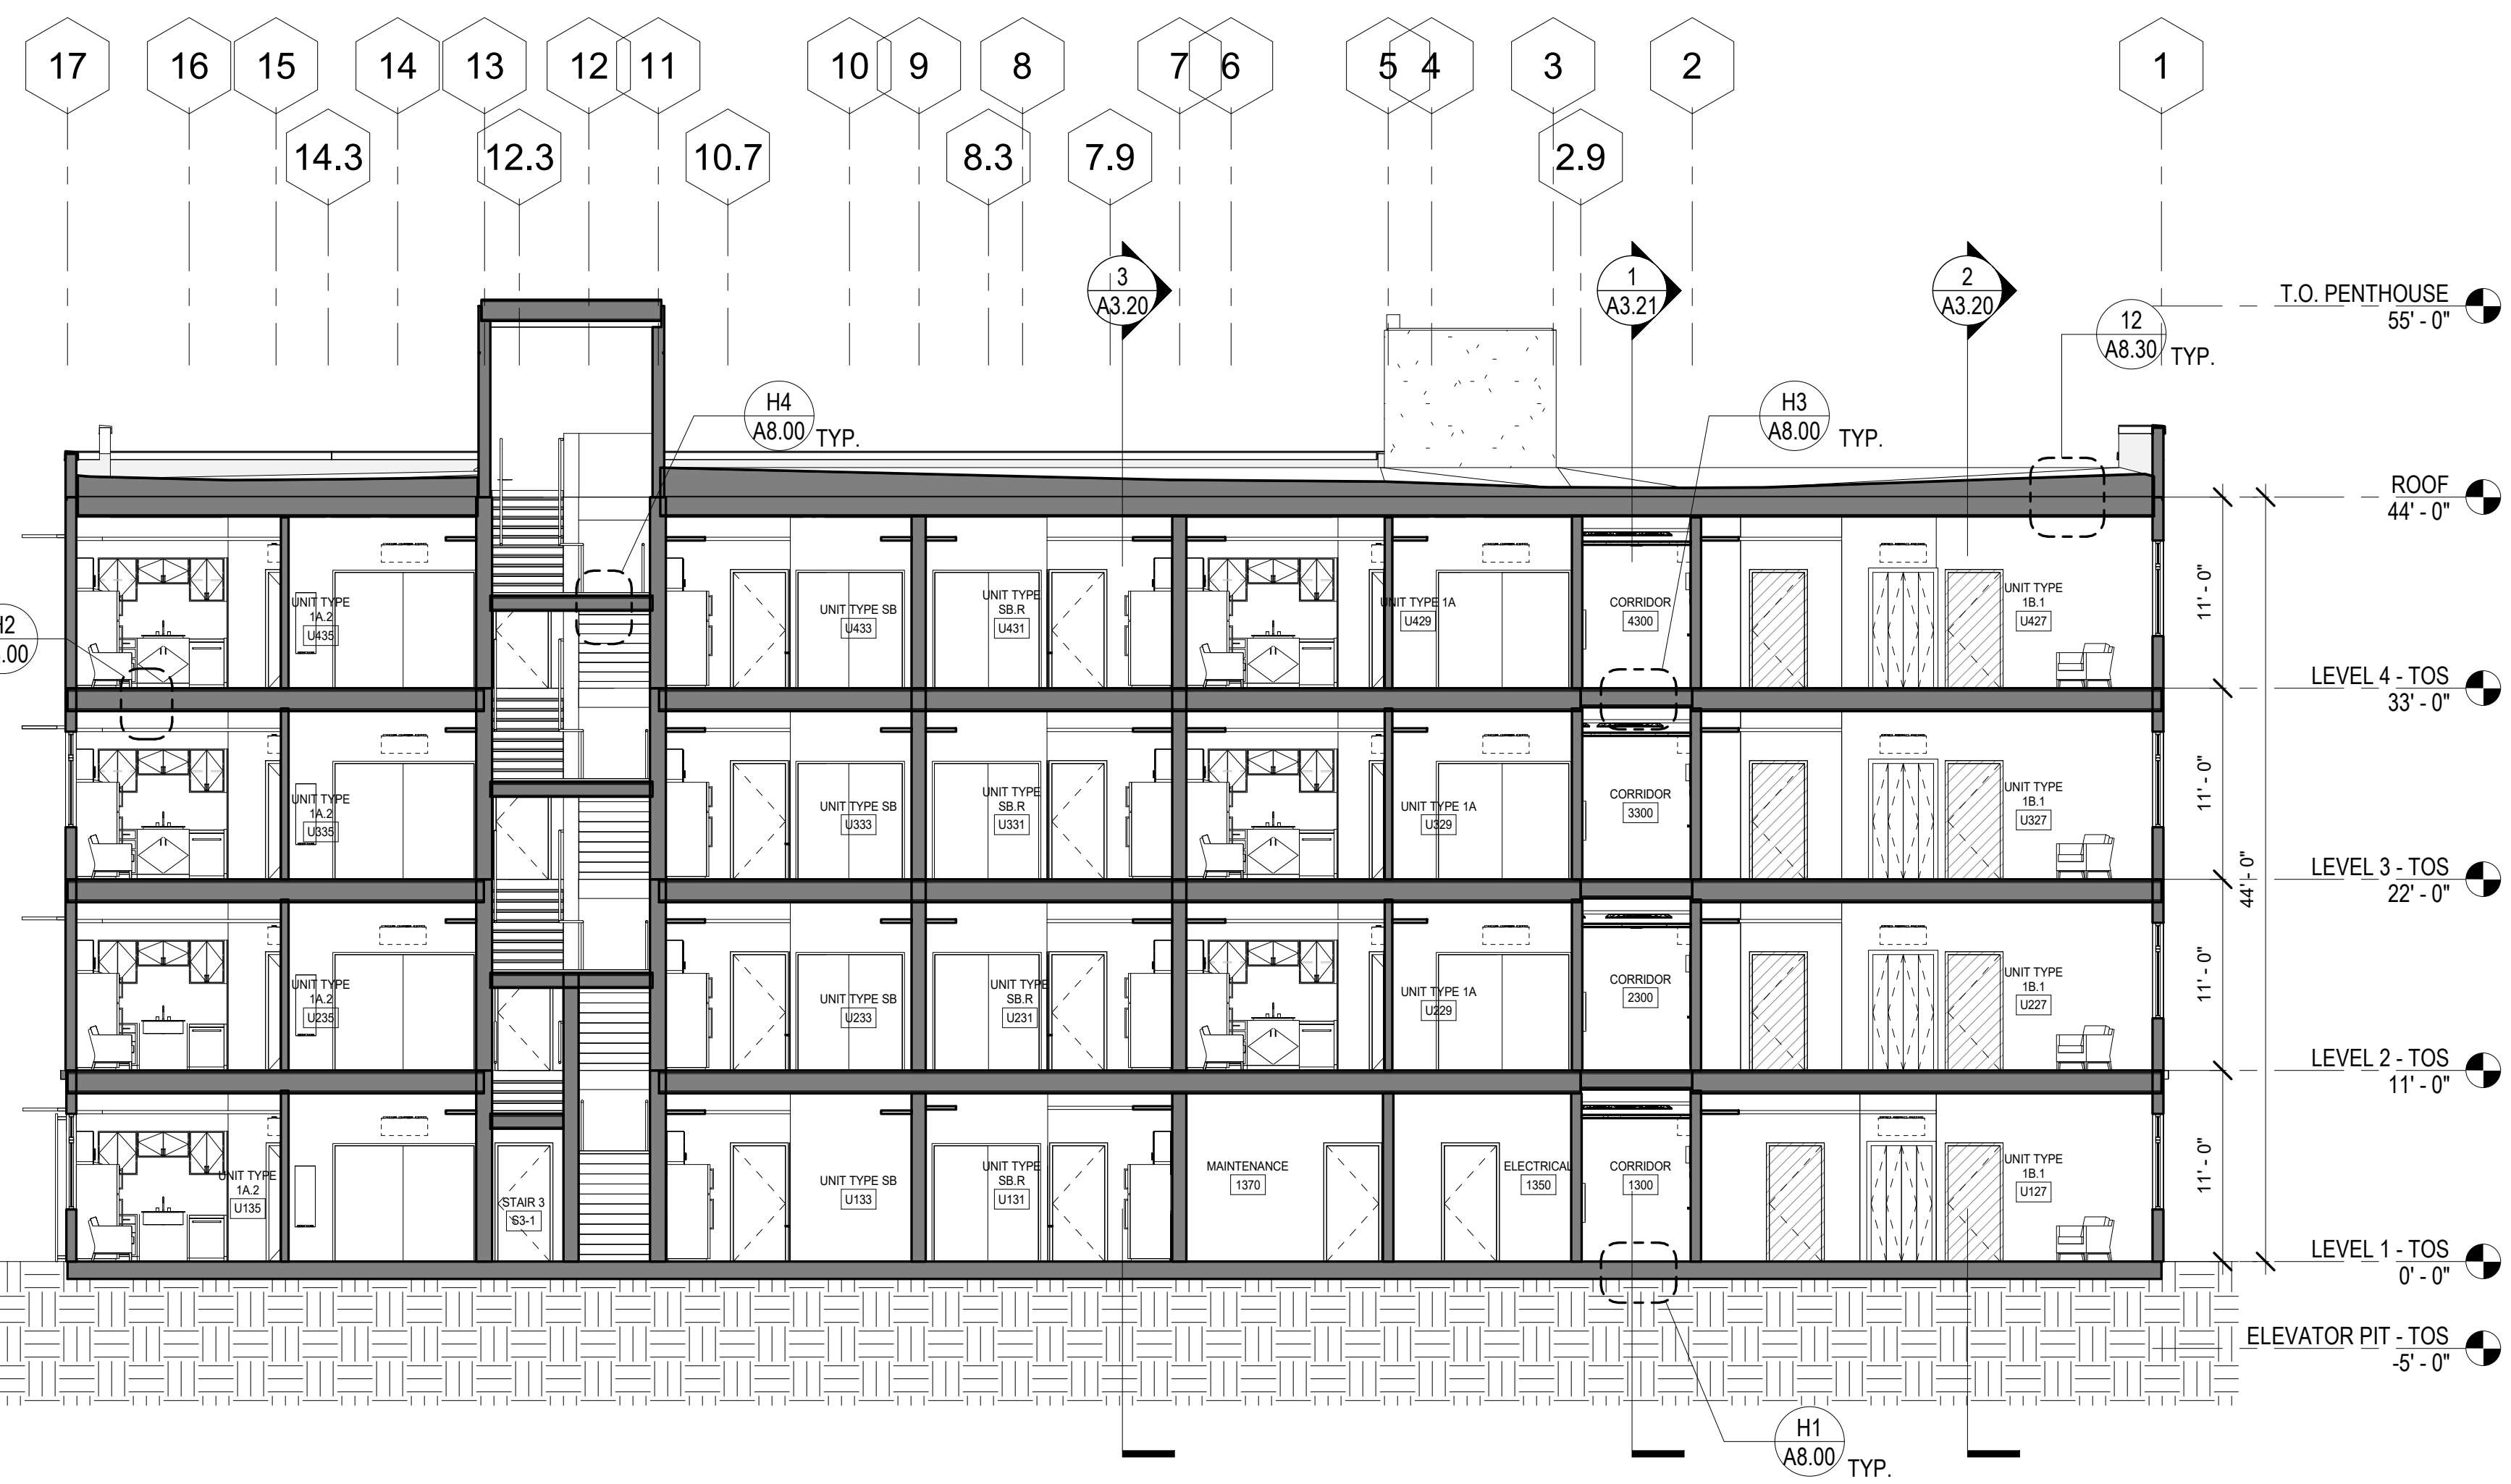 17
16
15
14
13
12
11
10
9
8
7
6
5
4
3
2
1
14.3
12.3
10.7
8.3
7.9
2.9
3
A3.20
1
A3.21
2
A3.20
T.O. PENTHOUSE
55' - 0"
12
A8.30
TYP.
H4
A8.00
TYP.
H3
A8.00
TYP.
ROOF
44' - 0"
UNIT TYPE
1A.2
U435
UNIT TYPE SB
U433
UNIT TYPE
SB.R
U431
UNIT TYPE 1A
U429
CORRIDOR
4300
UNIT TYPE
1B.1
U427
11' - 0"
H2
.00
LEVEL 4 - TOS
33' - 0"
UNIT TYPE
1A.2
U335
UNIT TYPE SB
U333
UNIT TYPE
SB.R
U331
UNIT TYPE 1A
U329
CORRIDOR
3300
UNIT TYPE
1B.1
U327
11' - 0"
44' - 0"
LEVEL 3 - TOS
22' - 0"
UNIT TYPE
1A.2
U235
UNIT TYPE SB
U233
UNIT TYPE
SB.R
U231
UNIT TYPE 1A
U229
CORRIDOR
2300
UNIT TYPE
1B.1
U227
11' - 0"
LEVEL 2 - TOS
11' - 0"
UNIT TYPE
1A.2
U135
STAIR 3
S3-1
UNIT TYPE SB
U133
UNIT TYPE
SB.R
U131
MAINTENANCE
1370
ELECTRICAL
1350
CORRIDOR
1300
UNIT TYPE
1B.1
U127
11' - 0"
LEVEL 1 - TOS
0' - 0"
ELEVATOR PIT - TOS
-5' - 0"
H1
A8.00
TYP.